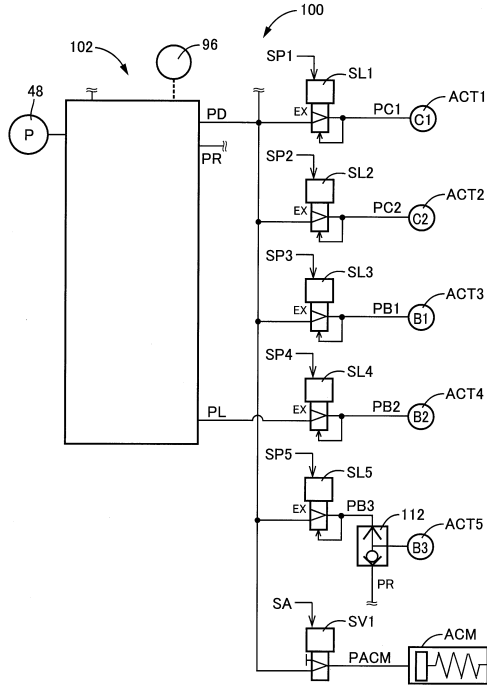 100
102
96
SP1
SL1
48
PD
EX
PC1
ACT1
P
C1
PR
SP2
SL2
EX
PC2
ACT2
C2
SP3
SL3
EX
PB1
ACT3
B1
SP4
SL4
PL
EX
PB2
ACT4
B2
SP5
SL5
EX
PB3
112
ACT5
B3
PR
SA
SV1
ACM
PACM